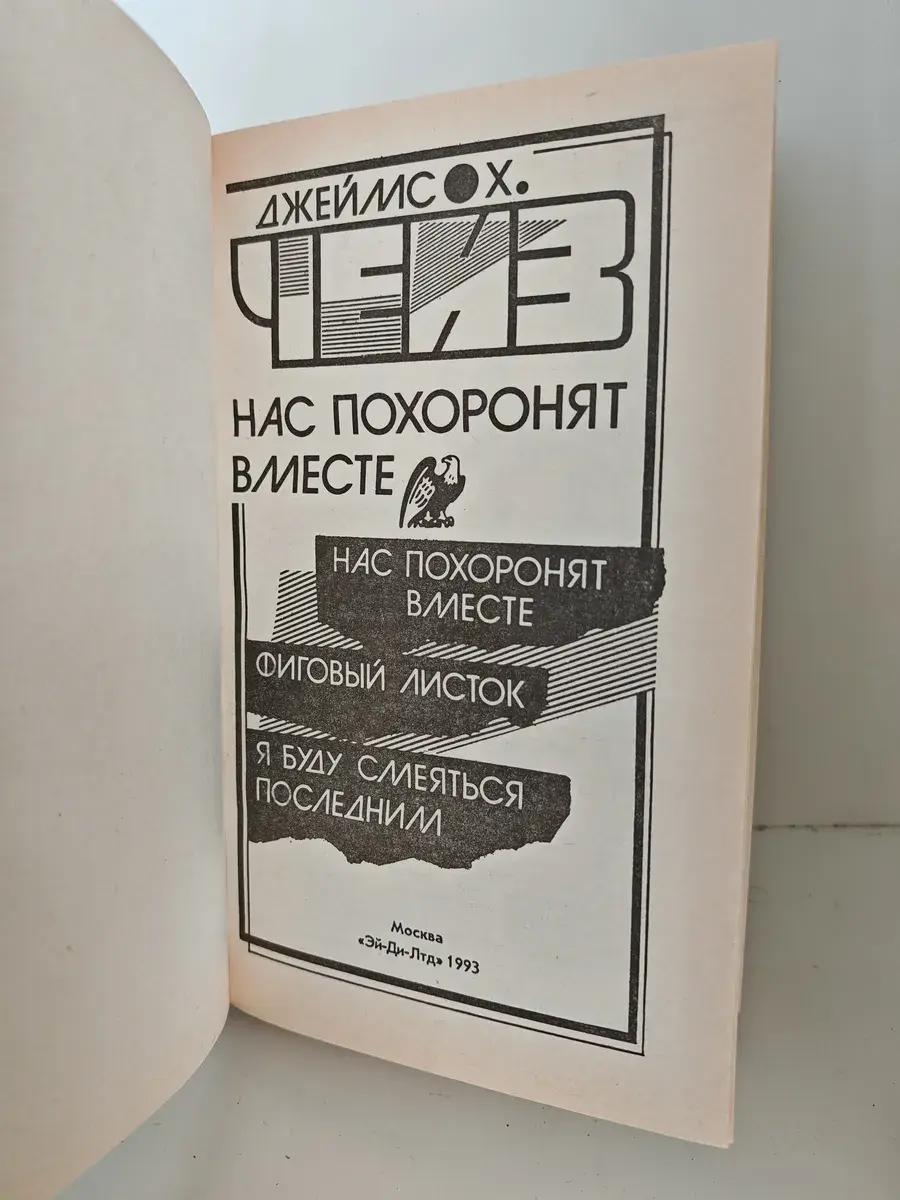 ДЖЕЙМС Х.
ЧЕЙЗ
НАС ПОХОРОНЯТ
ВМЕСТЕ
НАС ПОХОРОНЯТ
ВМЕСТЕ
ФИГОВЫЙ ЛИСТОК
Я БУДУ СМЕЯТЬСЯ
ПОСЛЕДНИМ
Москва
«Эй-Ди-Лтд» 1993